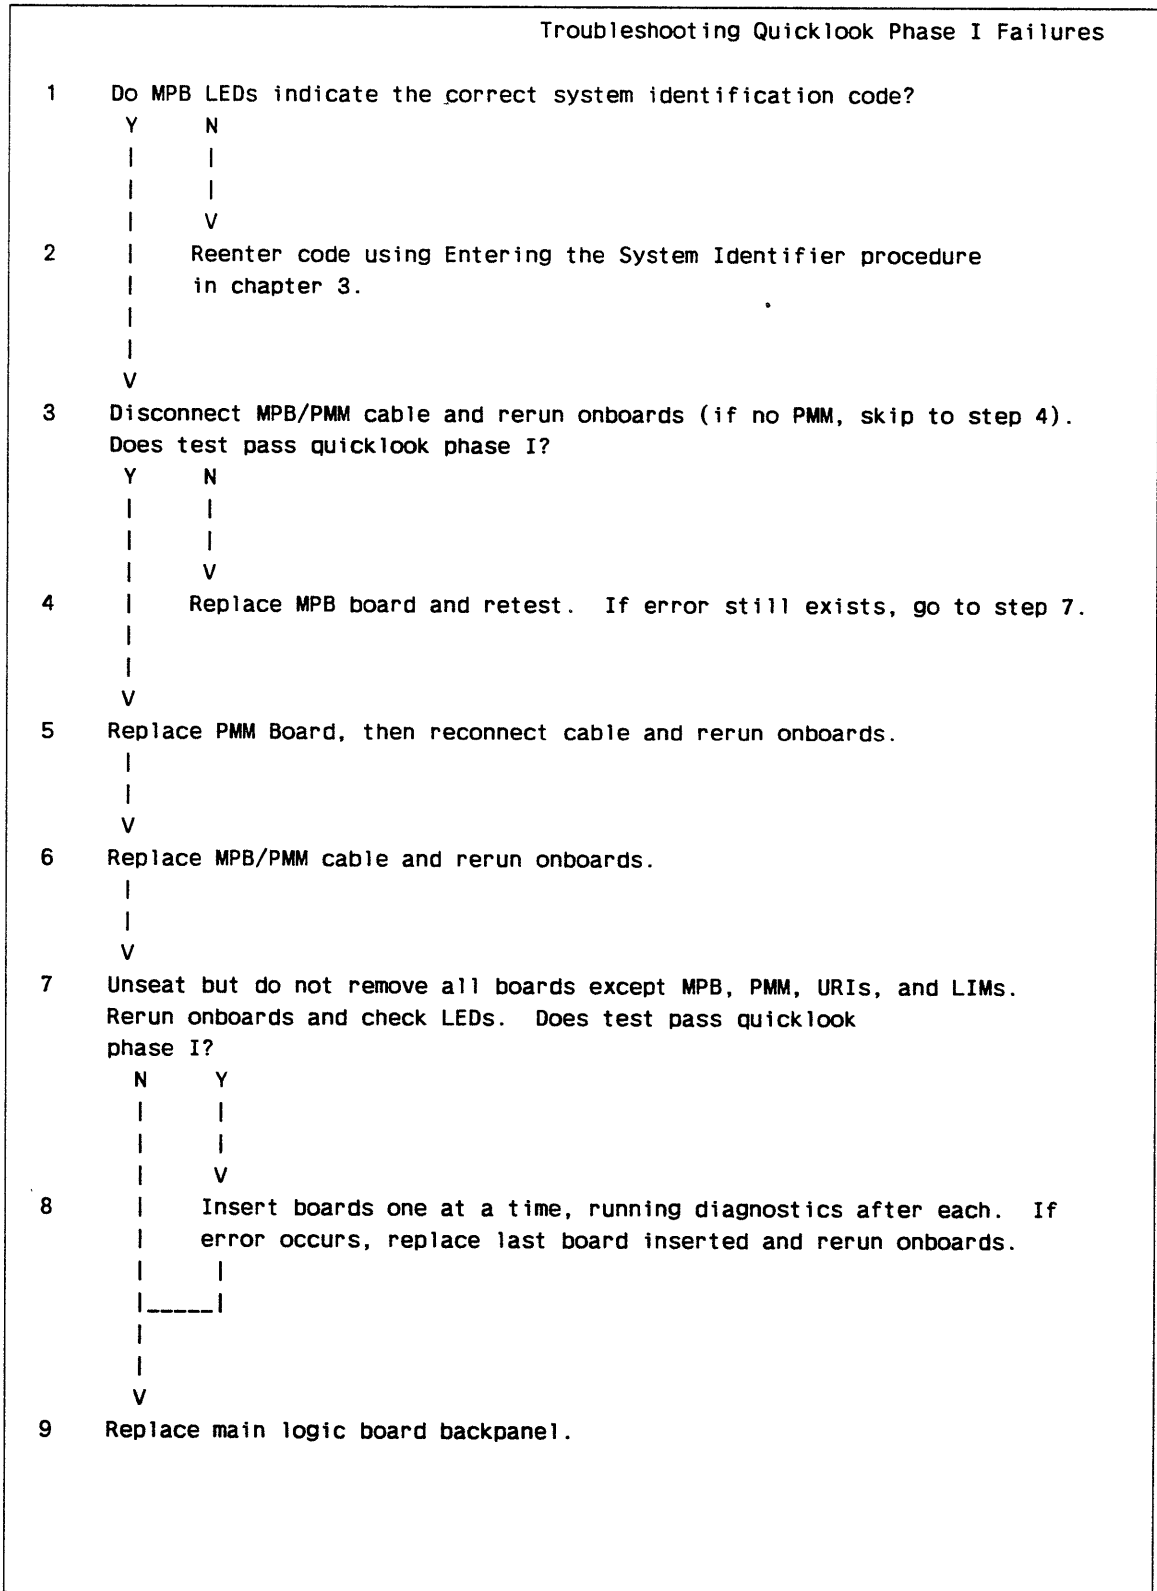 Troubleshooting Quicklook Phase I Failures
1 Do MPB LEDs indicate the correct system identification code?
Y N
V
2 Reenter code using Entering the System Identifier procedure
in chapter 3.
V
3 Disconnect MPB/PMM cable and rerun onboards (if no PMM, skip to step 4).
Does test pass quicklook phase I?
Y N
V
4 Replace MPB board and retest. If error still exists, go to step 7.
V
5 Replace PMM Board, then reconnect cable and rerun onboards.
V
6 Replace MPB/PMM cable and rerun onboards.
V
7 Unseat but do not remove all boards except MPB, PMM, URIs, and LIMs.
Rerun onboards and check LEDs. Does test pass quicklook
phase I?
N Y
V
8 Insert boards one at a time, running diagnostics after each. If
error occurs, replace last board inserted and rerun onboards.
V
9 Replace main logic board backpanel.